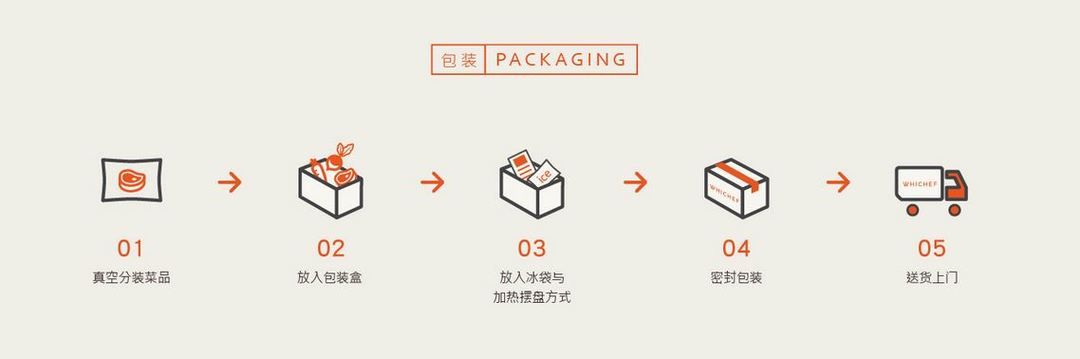 包装 PACKAGING
ice
WHICHEF
WHICHEF
01
02
03
04
05
真空分装菜品
放入包装盒
放入冰袋与
加热摆盘方式
密封包装
送货上门